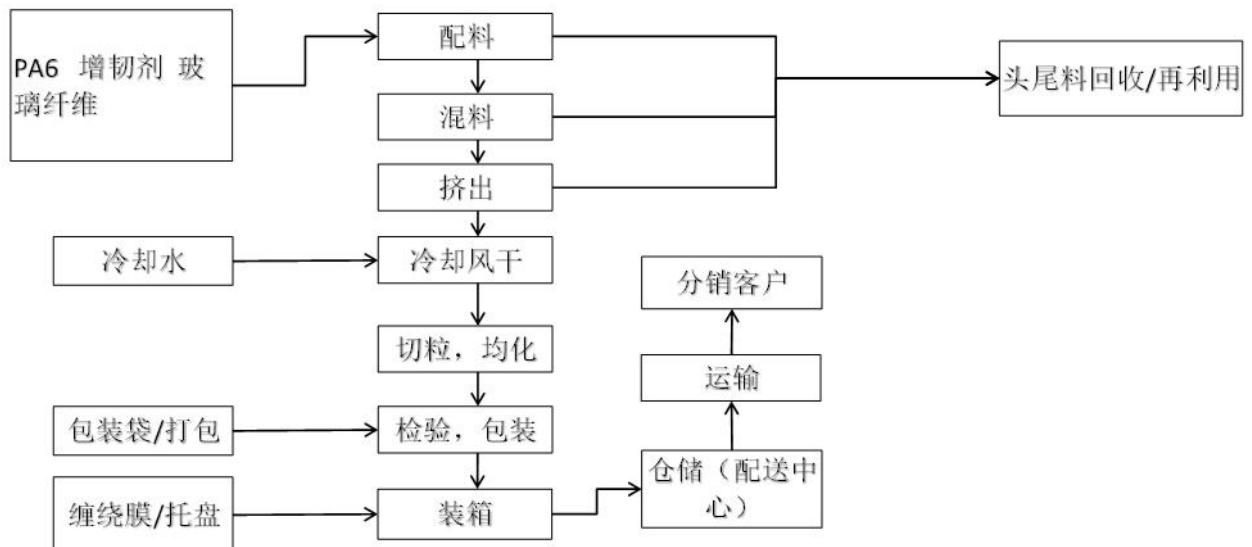 配料
PA6 增韧剂 玻
璃纤维
头尾料回收/再利用
混料
挤出
冷却水
冷却风干
分销客户
切粒，均化
运输
包装袋/打包
检验，包装
仓储（配送中
心）
缠绕膜/托盘
装箱